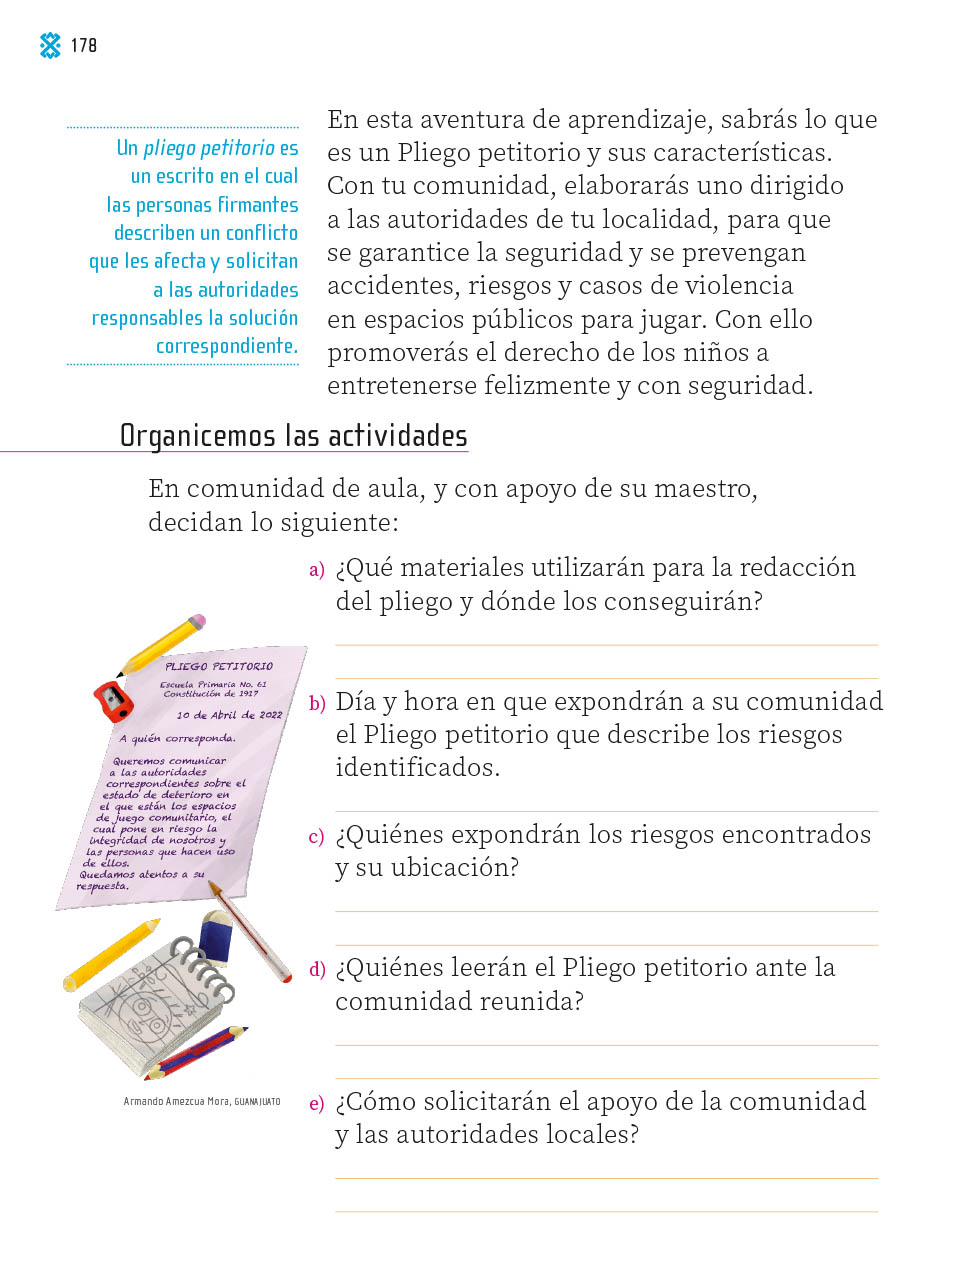 178
Un pliego petitorio es
un escrito en el cual
las personas firmantes
describen un conflicto
que les afecta y solicitan
a las autoridades
responsables la solución
correspondiente.
En esta aventura de aprendizaje, sabrás lo que
es un Pliego petitorio y sus características.
Con tu comunidad, elaborarás uno dirigido
a las autoridades de tu localidad, para que
se garantice la seguridad y se prevengan
accidentes, riesgos y casos de violencia
en espacios públicos para jugar. Con ello
promoverás el derecho de los niños a
entretenerse felizmente y con seguridad.
Organicemos las actividades
En comunidad de aula, y con apoyo de su maestro,
decidan lo siguiente:
a) ¿Qué materiales utilizarán para la redacción
del pliego y dónde los conseguirán?
b) Día y hora en que expondrán a su comunidad
el Pliego petitorio que describe los riesgos
identificados.
c) ¿Quiénes expondrán los riesgos encontrados
y su ubicación?
d) ¿Quiénes leerán el Pliego petitorio ante la
comunidad reunida?
e) ¿Cómo solicitarán el apoyo de la comunidad
y las autoridades locales?
PLIEGO PETITORIO
Escuela Primaria No. 61
Constitución de 1917
10 de Abril de 2022
A quién corresponda.
Queremos comunicar
a las autoridades
correspondientes sobre el
estado de deterioro en
el que están los espacios
de juego comunitario, el
cual pone en riesgo la
integridad de nosotros y
las personas que hacen uso
de ellos.
Quedamos atentos a su
respuesta.
Armando Amezcua Mora, GUANAJUATO